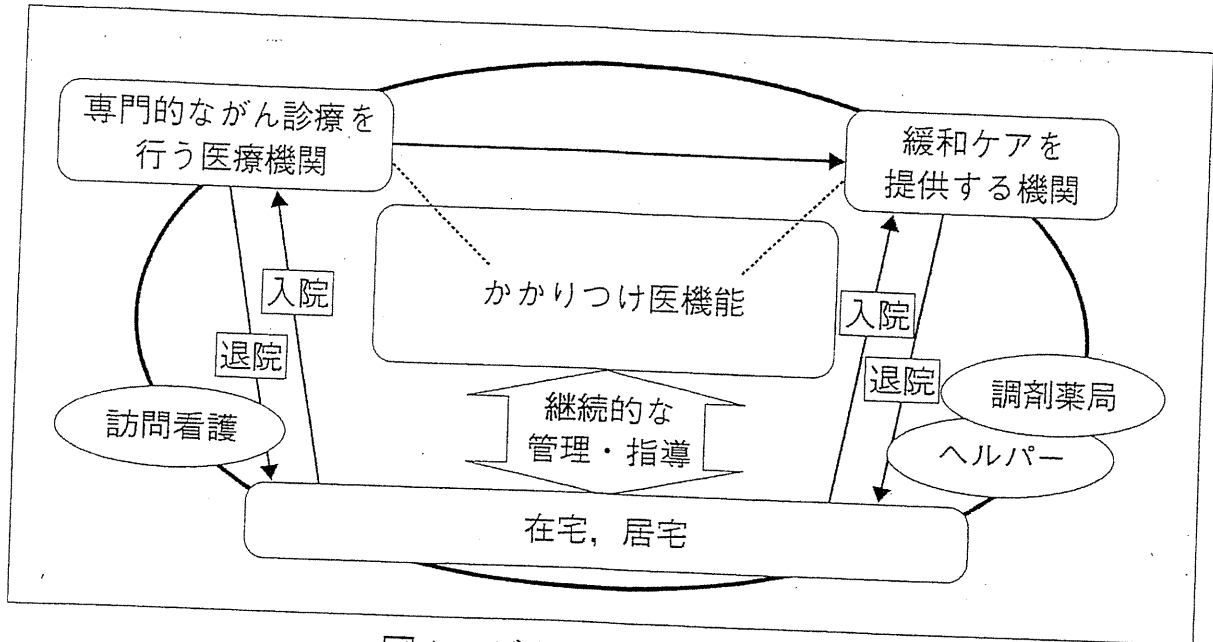 専門的ながん診療を
行う医療機関
緩和ケアを
提供する機関
かかりつけ医機能
入院
退院
入院
退院
継続的な
管理・指導
訪問看護
調剤薬局
ヘルパー
在宅，居宅